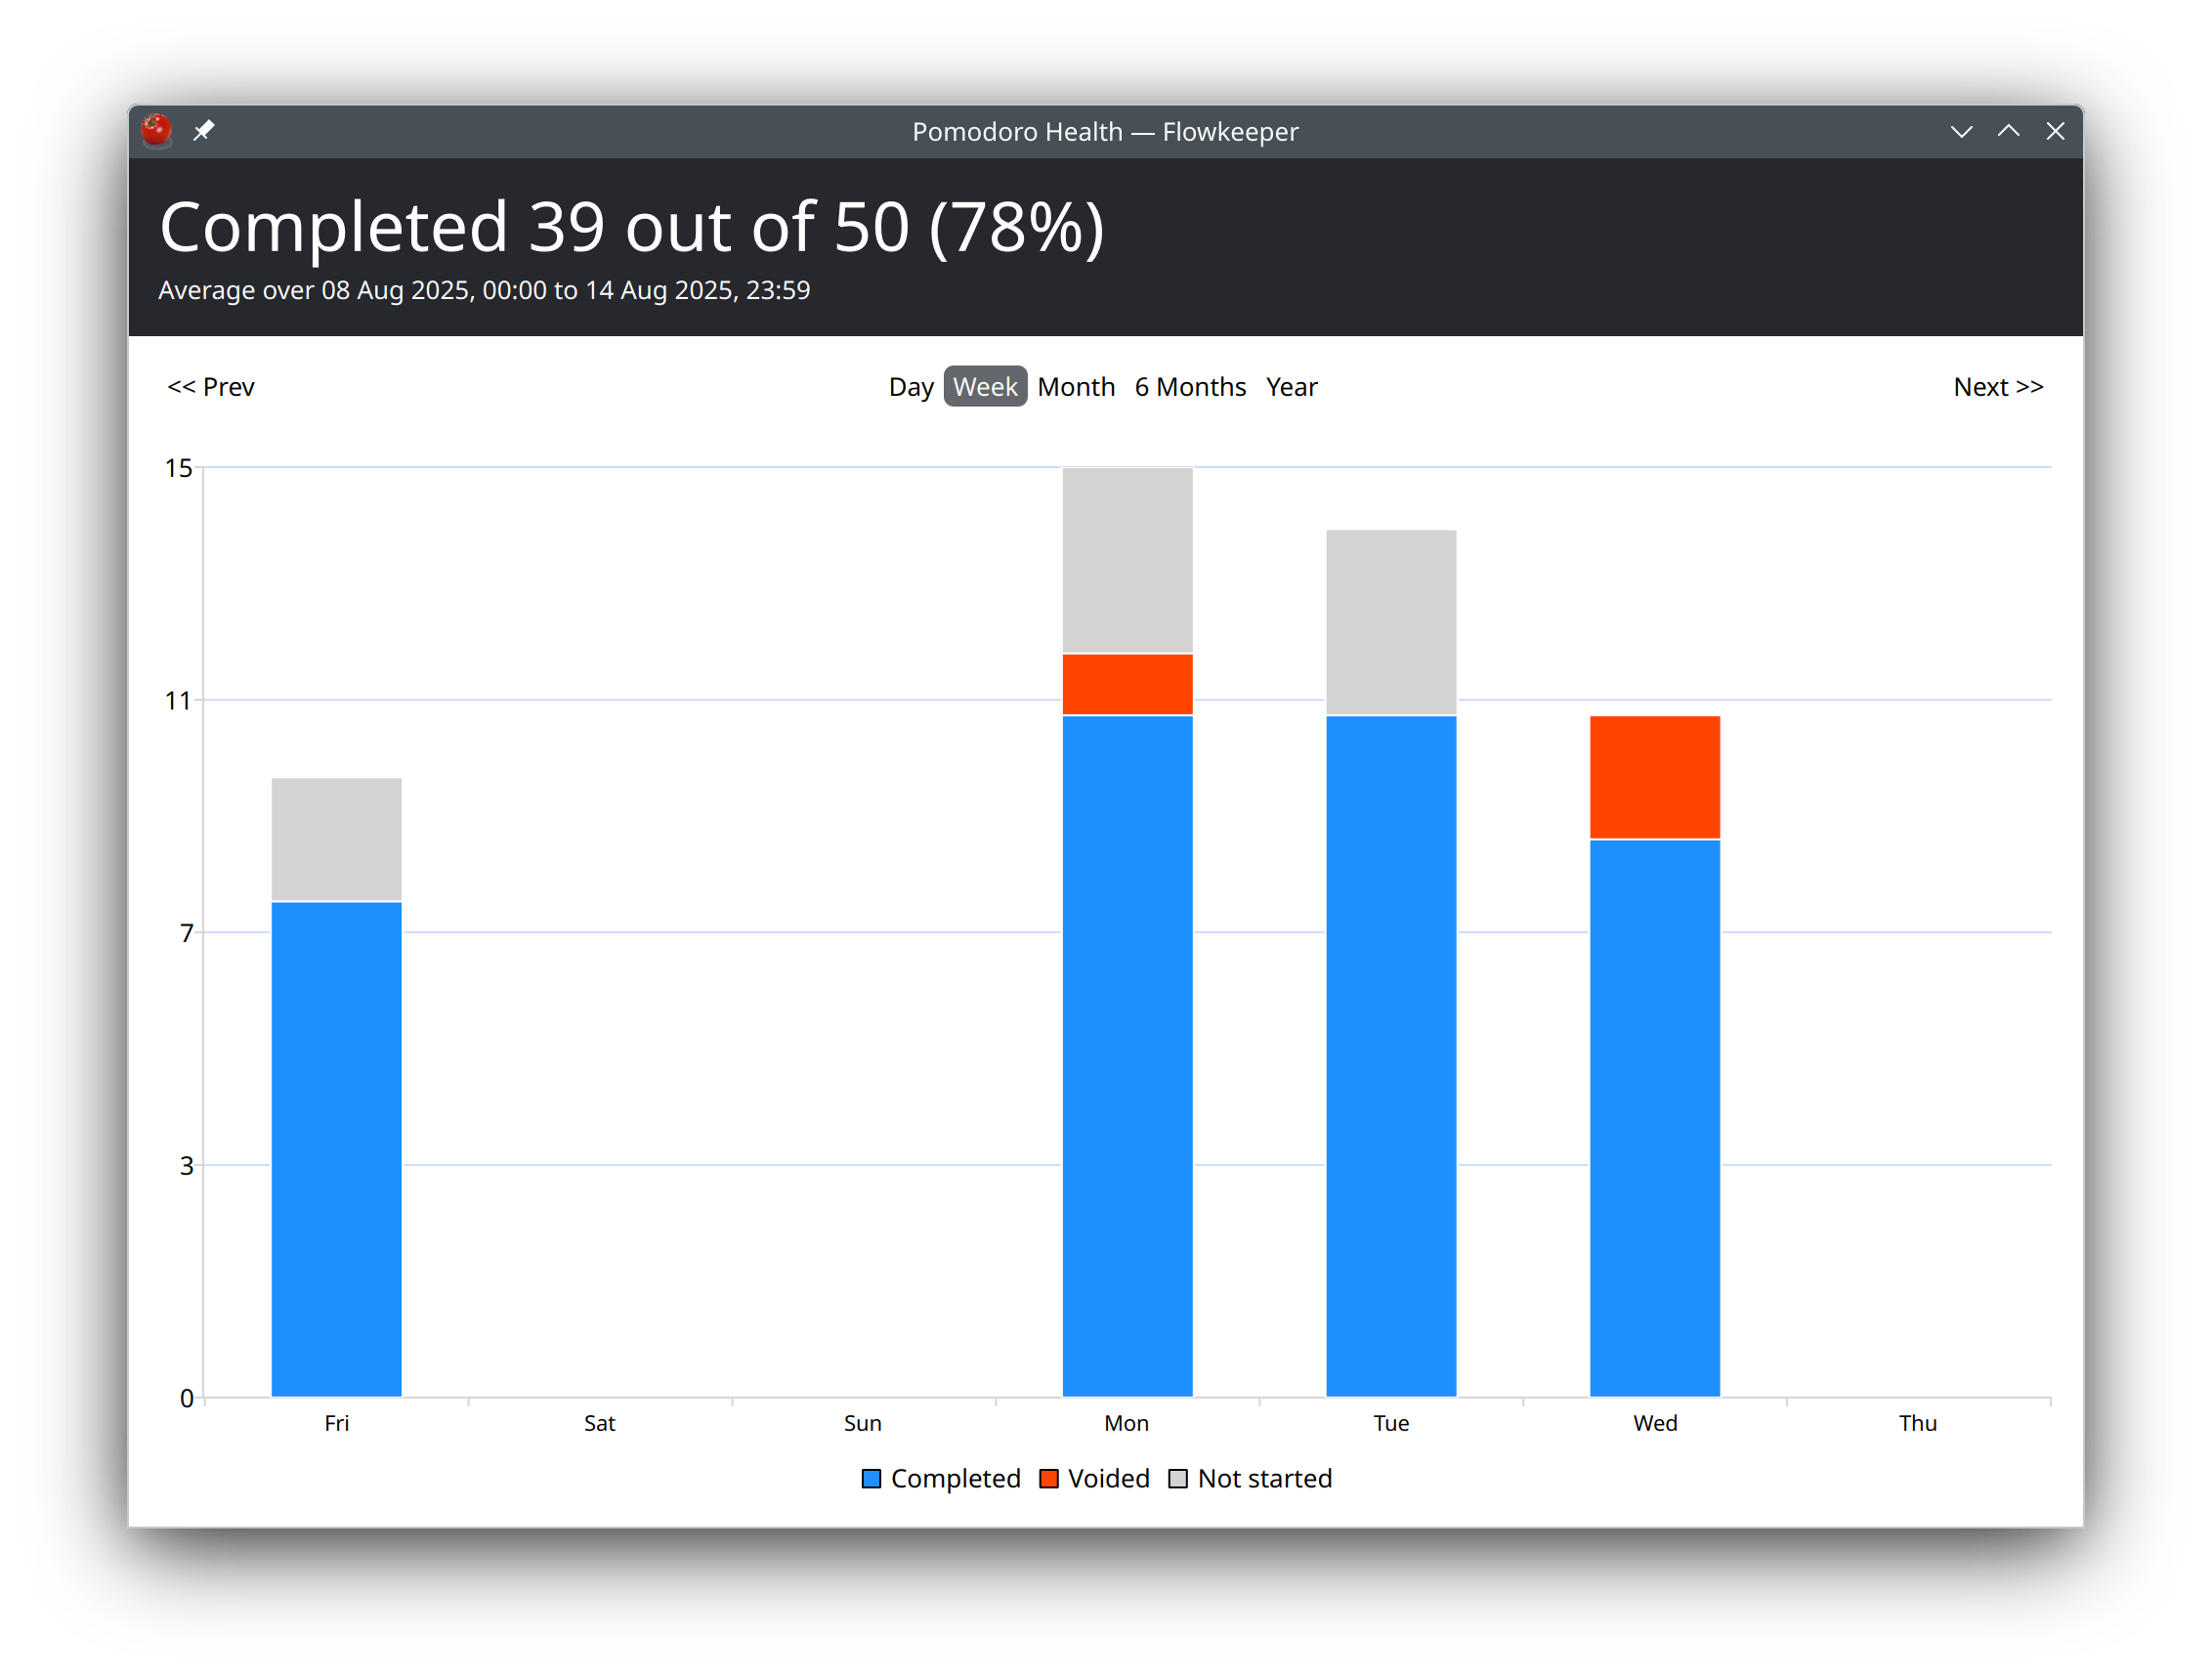 Pomodoro Health — Flowkeeper
Completed 39 out of 50 (78%)
Average over 08 Aug 2025, 00:00 to 14 Aug 2025, 23:59
<< Prev Day Week Month 6 Months Year Next >>
15
11
7
3
0
Fri Sat Sun Mon Tue Wed Thu
Completed Voided Not started